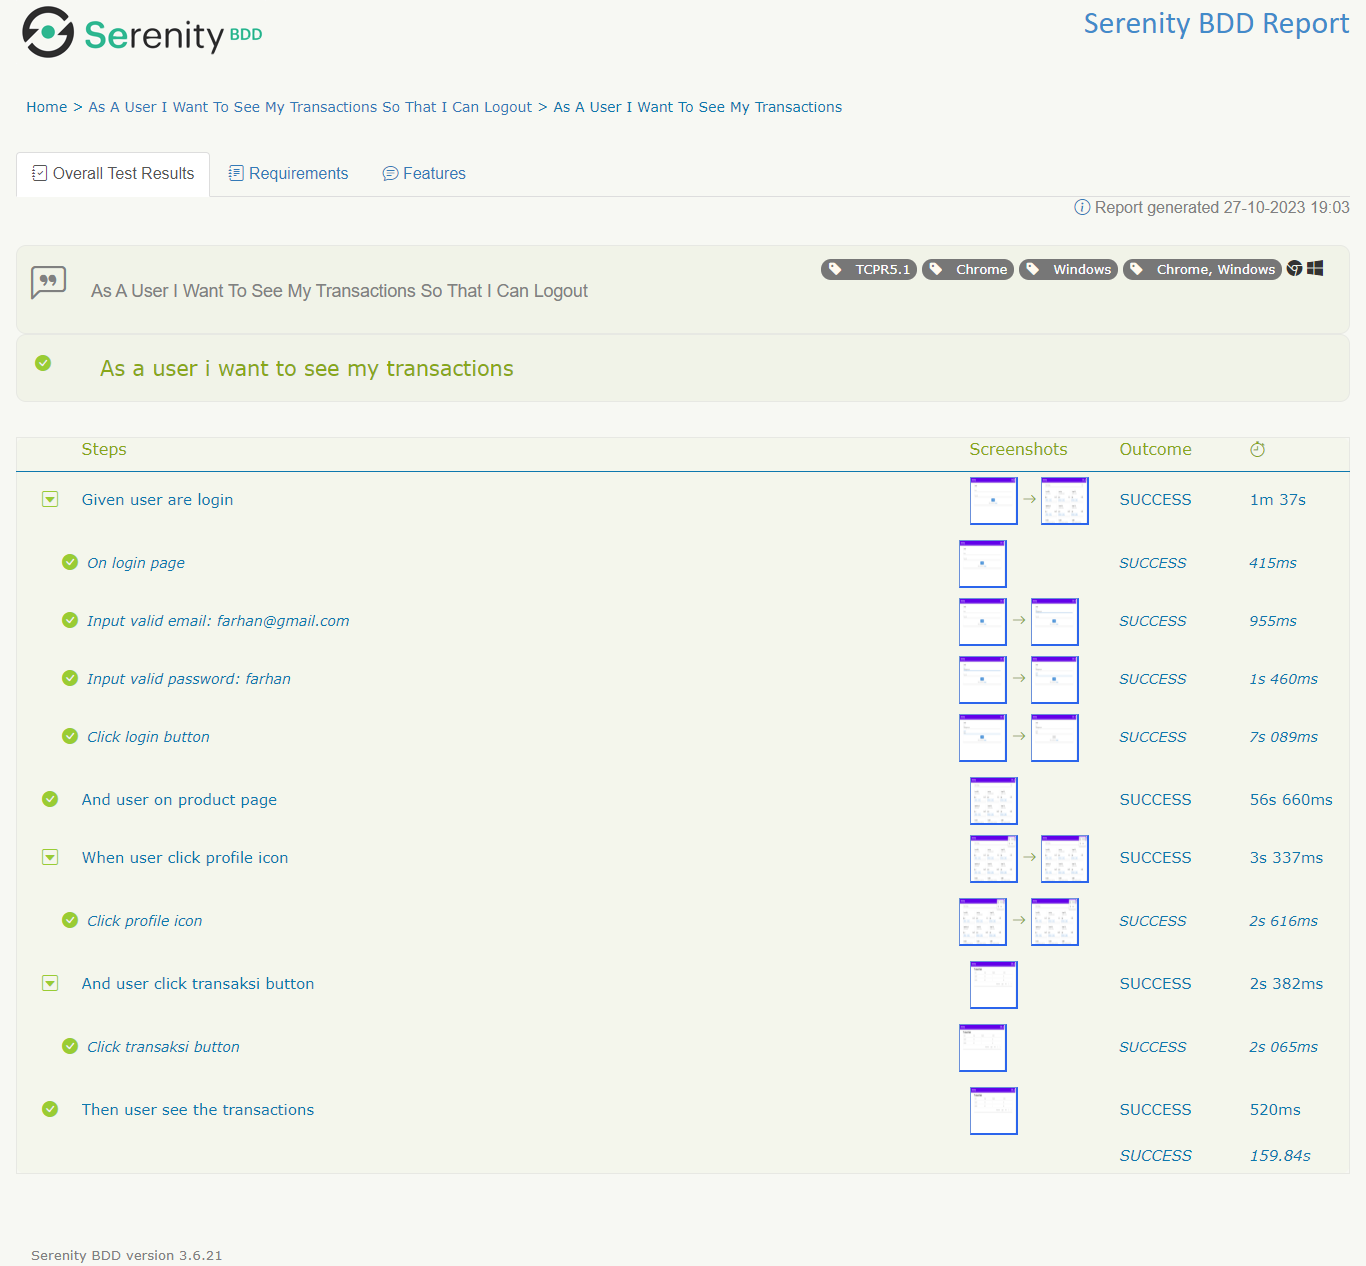 Serenity BDD
Serenity BDD Report
Home > As A User I Want To See My Transactions So That I Can Logout > As A User I Want To See My Transactions
Overall Test Results Requirements Features
Report generated 27-10-2023 19:03
TCPR5.1 Chrome Windows Chrome, Windows
As A User I Want To See My Transactions So That I Can Logout
As a user i want to see my transactions
Steps Screenshots Outcome
Given user are login SUCCESS 1m 37s
On login page SUCCESS 415ms
Input valid email: farhan@gmail.com SUCCESS 955ms
Input valid password: farhan SUCCESS 1s 460ms
Click login button SUCCESS 7s 089ms
And user on product page SUCCESS 56s 660ms
When user click profile icon SUCCESS 3s 337ms
Click profile icon SUCCESS 2s 616ms
And user click transaksi button SUCCESS 2s 382ms
Click transaksi button SUCCESS 2s 065ms
Then user see the transactions SUCCESS 520ms
SUCCESS 159.84s
Serenity BDD version 3.6.21